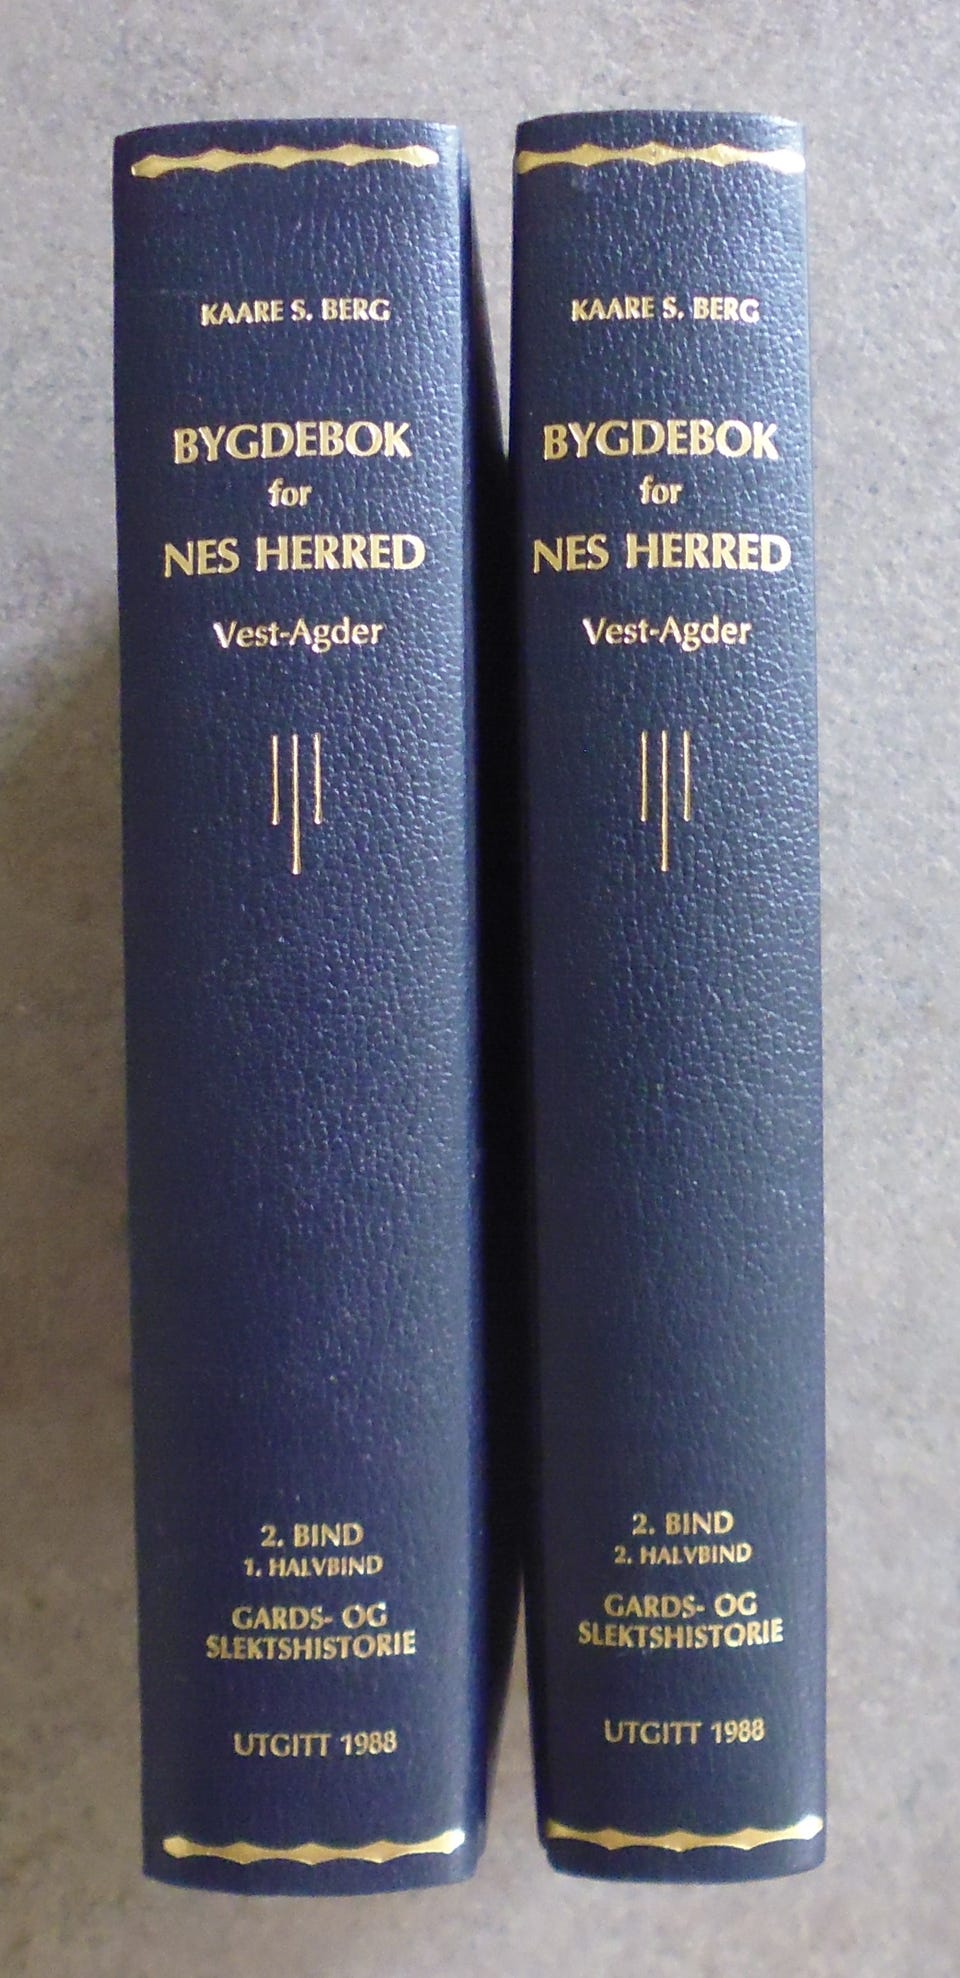 KAARE S. BERG
BYGDEBOK
for
NES HERRED
Vest-Agder
2. BIND
1. HALVBIND
GARDS- OG
SLEKTSHISTORIE
UTGITT 1988
KAARE S. BERG
BYGDEBOK
for
NES HERRED
Vest-Agder
2. BIND
2. HALVBIND
GARDS- OG
SLEKTSHISTORIE
UTGITT 1988